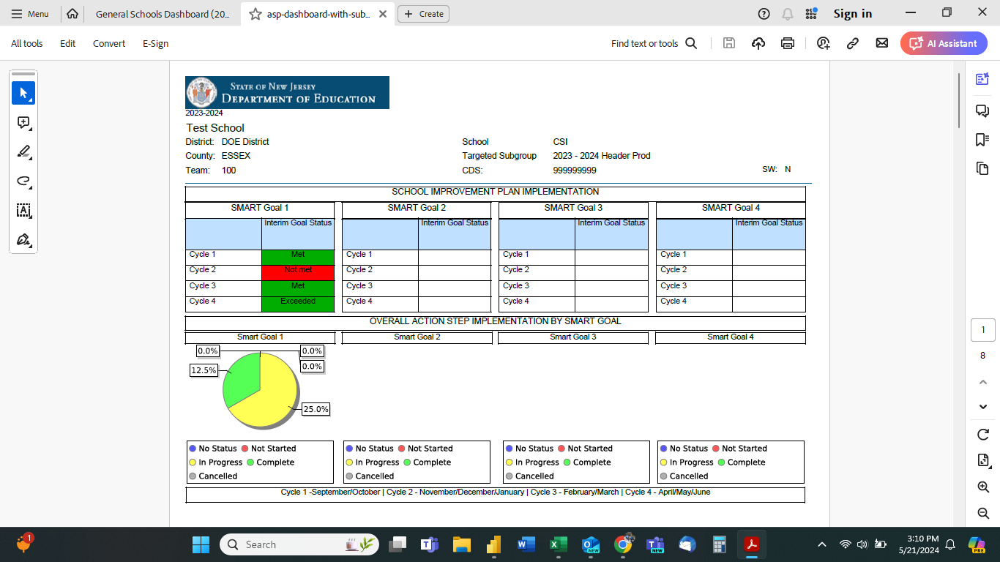 Menu General Schools Dashboard (20... asp-dashboard-with-sub... Create Sign in
All tools Edit Convert E-Sign Find text or tools AI Assistant
STATE OF NEW JERSEY
DEPARTMENT OF EDUCATION
2023-2024
Test School
District: DOE District School CSI
County: ESSEX Targeted Subgroup 2023 - 2024 Header Prod
Team: 100 CDS: 999999999 SW: N
SCHOOL IMPROVEMENT PLAN IMPLEMENTATION
SMART Goal 1 SMART Goal 2 SMART Goal 3 SMART Goal 4
Interim Goal Status Interim Goal Status Interim Goal Status Interim Goal Status
Cycle 1 Met Cycle 1 Cycle 1 Cycle 1
Cycle 2 Not met Cycle 2 Cycle 2 Cycle 2
Cycle 3 Met Cycle 3 Cycle 3 Cycle 3
Cycle 4 Exceeded Cycle 4 Cycle 4 Cycle 4
OVERALL ACTION STEP IMPLEMENTATION BY SMART GOAL
Smart Goal 1 Smart Goal 2 Smart Goal 3 Smart Goal 4
0.0% 0.0%
12.5% 0.0%
25.0%
No Status Not Started No Status Not Started No Status Not Started No Status Not Started
In Progress Complete In Progress Complete In Progress Complete In Progress Complete
Cancelled Cancelled Cancelled Cancelled
Cycle 1 -September/October | Cycle 2 - November/December/January | Cycle 3 - February/March | Cycle 4 - April/May/June
1
8
1 Search NEW NEW 3:10 PM PRE
5/21/2024